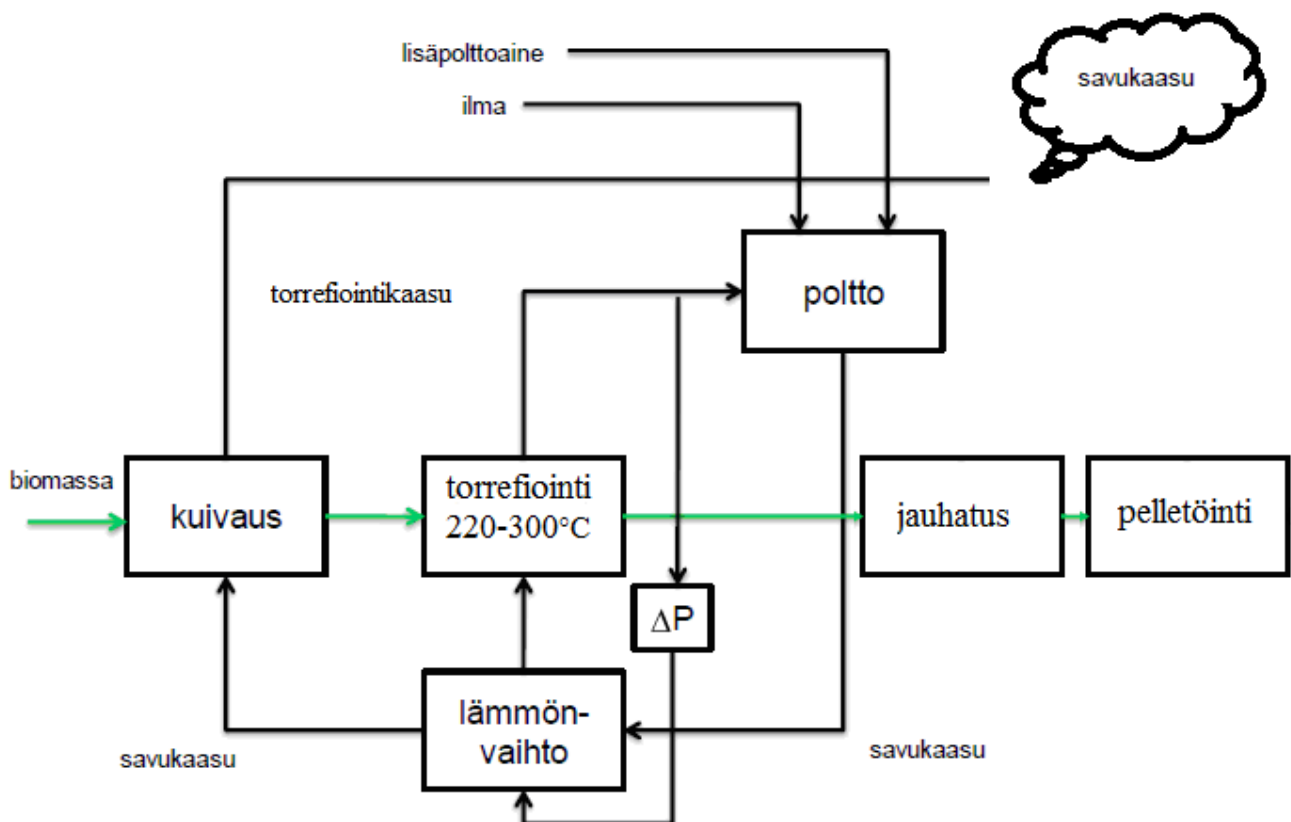 lisäpolttoaine
savukaasu
ilma
torrefiointikaasu
poltto
biomassa
kuivaus
torrefiointi
220-300°C
jauhatus
pelletöinti
ΔP
lämmön-
vaihto
savukaasu
savukaasu